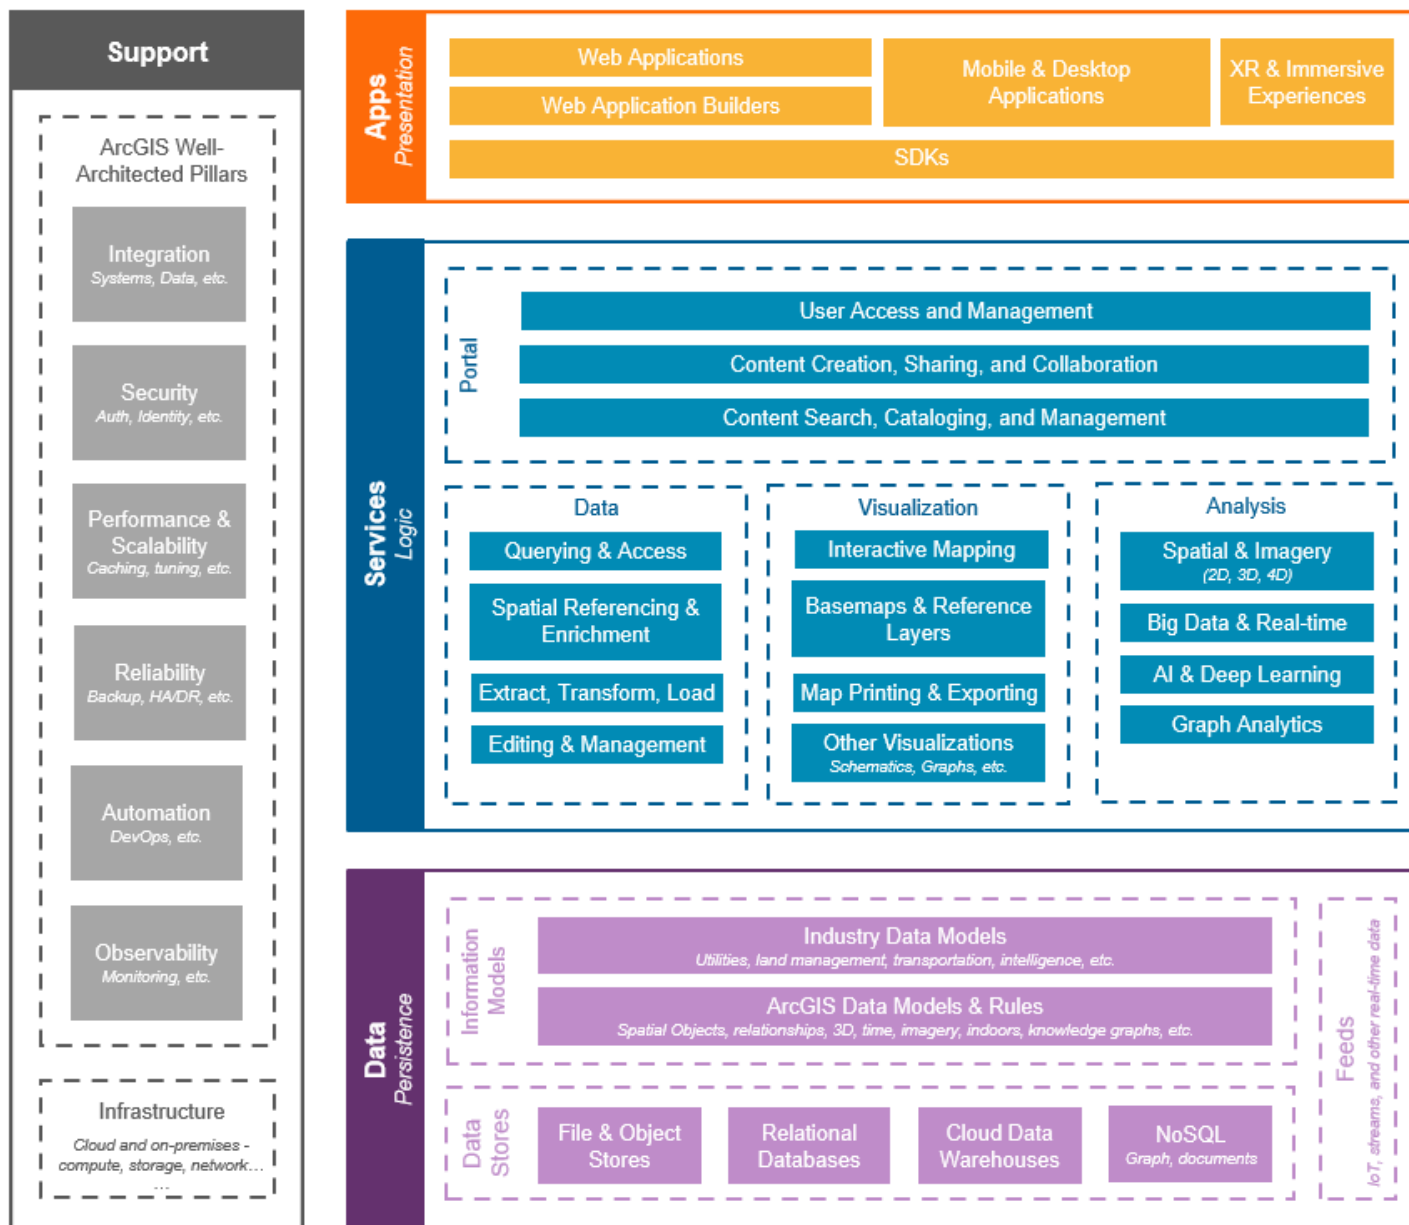 Support
ArcGIS Well-
Architected Pillars
Integration
Systems, Data, etc.
Security
Auth, Identity, etc.
Performance &
Scalability
Caching, tuning, etc.
Reliability
Backup, HA/DR, etc.
Automation
DevOps, etc.
Observability
Monitoring, etc.
Infrastructure
Cloud and on-premises -
compute, storage, network...
...
Apps
Presentation
Web Applications
Web Application Builders
Mobile & Desktop
Applications
XR & Immersive
Experiences
SDKs
Services
Logic
Portal
User Access and Management
Content Creation, Sharing, and Collaboration
Content Search, Cataloging, and Management
Data
Querying & Access
Spatial Referencing &
Enrichment
Extract, Transform, Load
Editing & Management
Visualization
Interactive Mapping
Basemaps & Reference
Layers
Map Printing & Exporting
Other Visualizations
Schematics, Graphs, etc.
Analysis
Spatial & Imagery
(2D, 3D, 4D)
Big Data & Real-time
AI & Deep Learning
Graph Analytics
Data
Persistence
Information
Models
Industry Data Models
Utilities, land management, transportation, intelligence, etc.
ArcGIS Data Models & Rules
Spatial Objects, relationships, 3D, time, imagery, indoors, knowledge graphs, etc.
Data
Stores
File & Object
Stores
Relational
Databases
Cloud Data
Warehouses
NoSQL
Graph, documents
Feeds
IoT, streams, and other real-time data